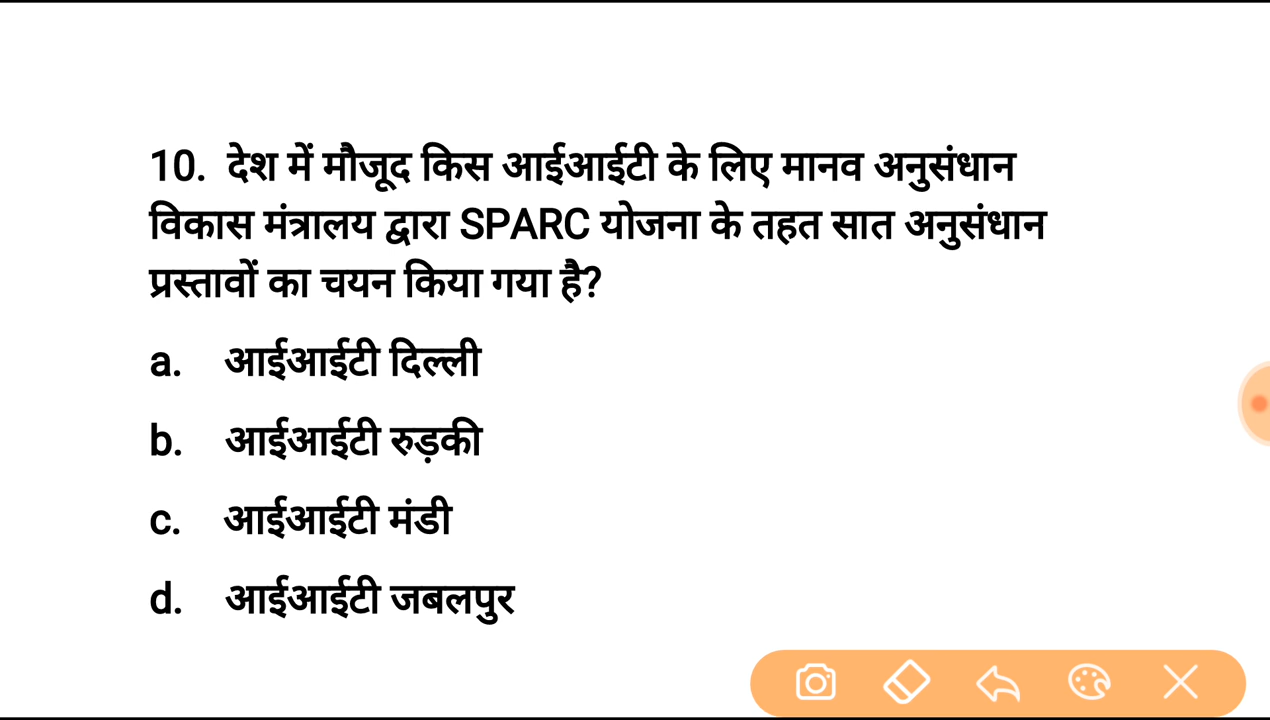 10. देश में मौजूद किस आईआईटी के लिए मानव अनुसंधान
विकास मंत्रालय द्वारा SPARC योजना के तहत सात अनुसंधान
प्रस्तावों का चयन किया गया है?
a. आईआईटी दिल्ली
b. आईआईटी रुड़की
c. आईआईटी मंडी
d. आईआईटी जबलपुर